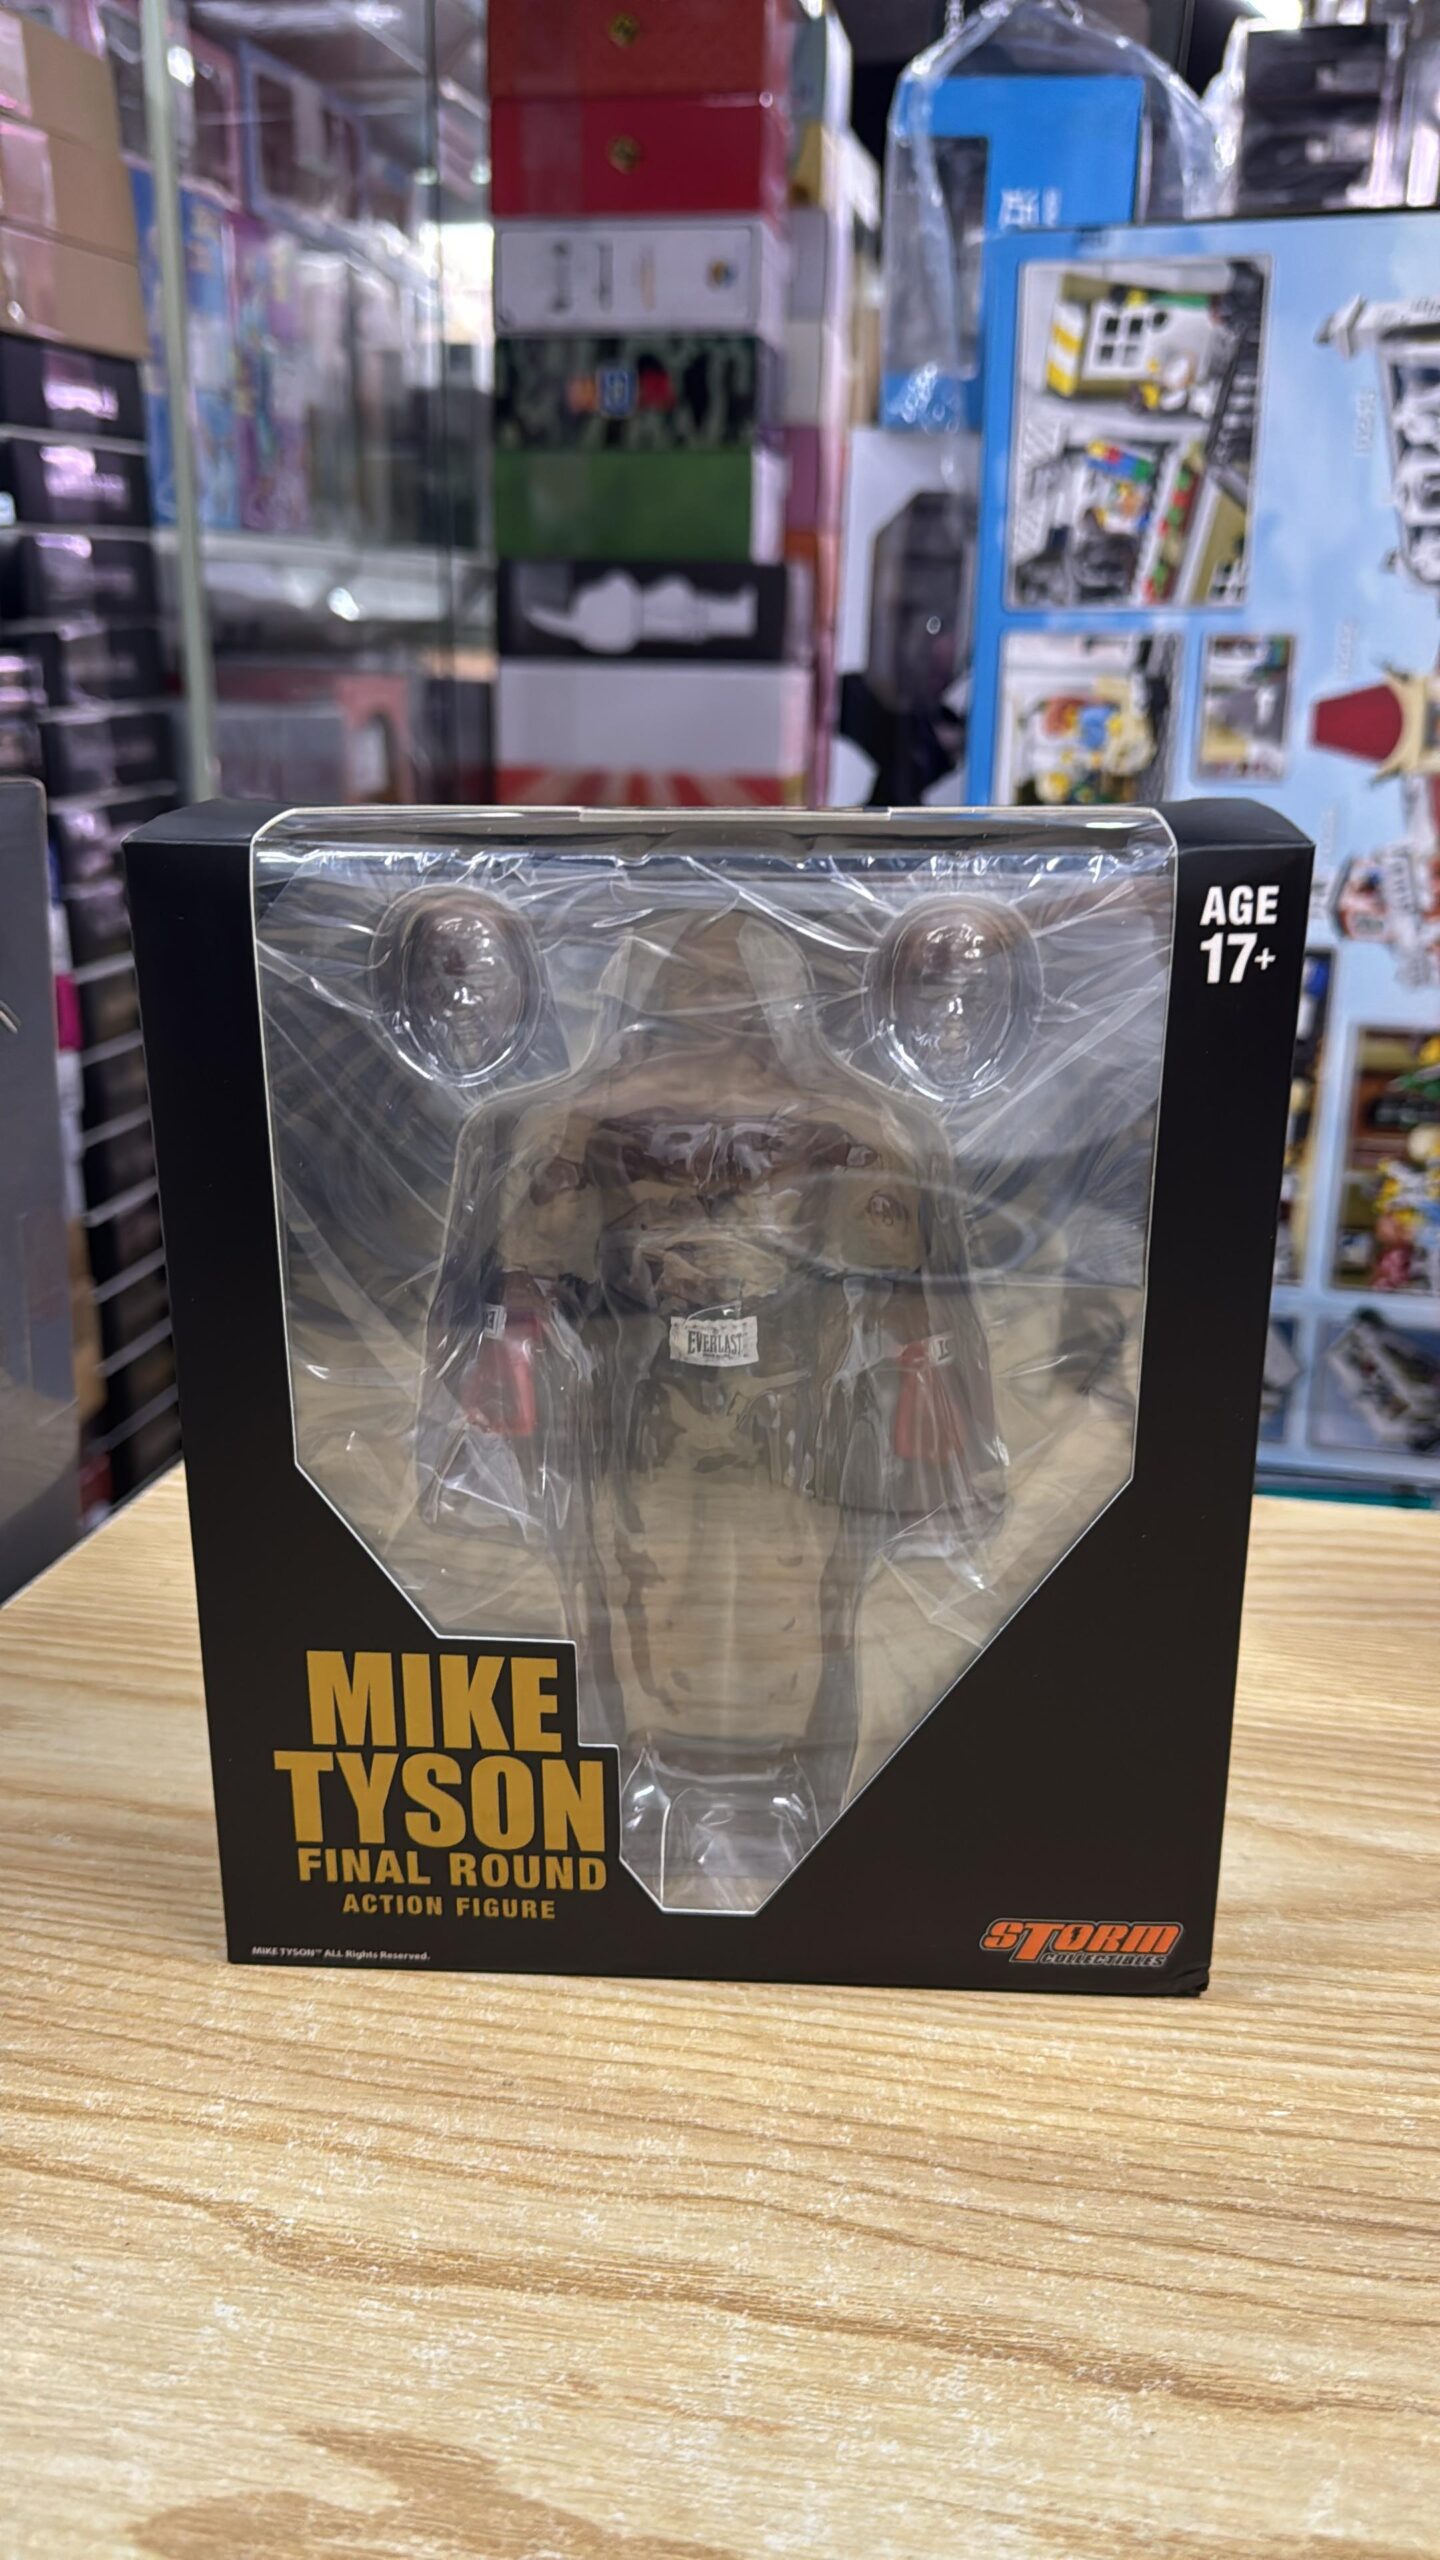 AGE
17+
EVERLAST
MIKE
TYSON
FINAL ROUND
ACTION FIGURE
MIKE TYSON™ ALL Rights Reserved.
STORM
COLLECTIBLES